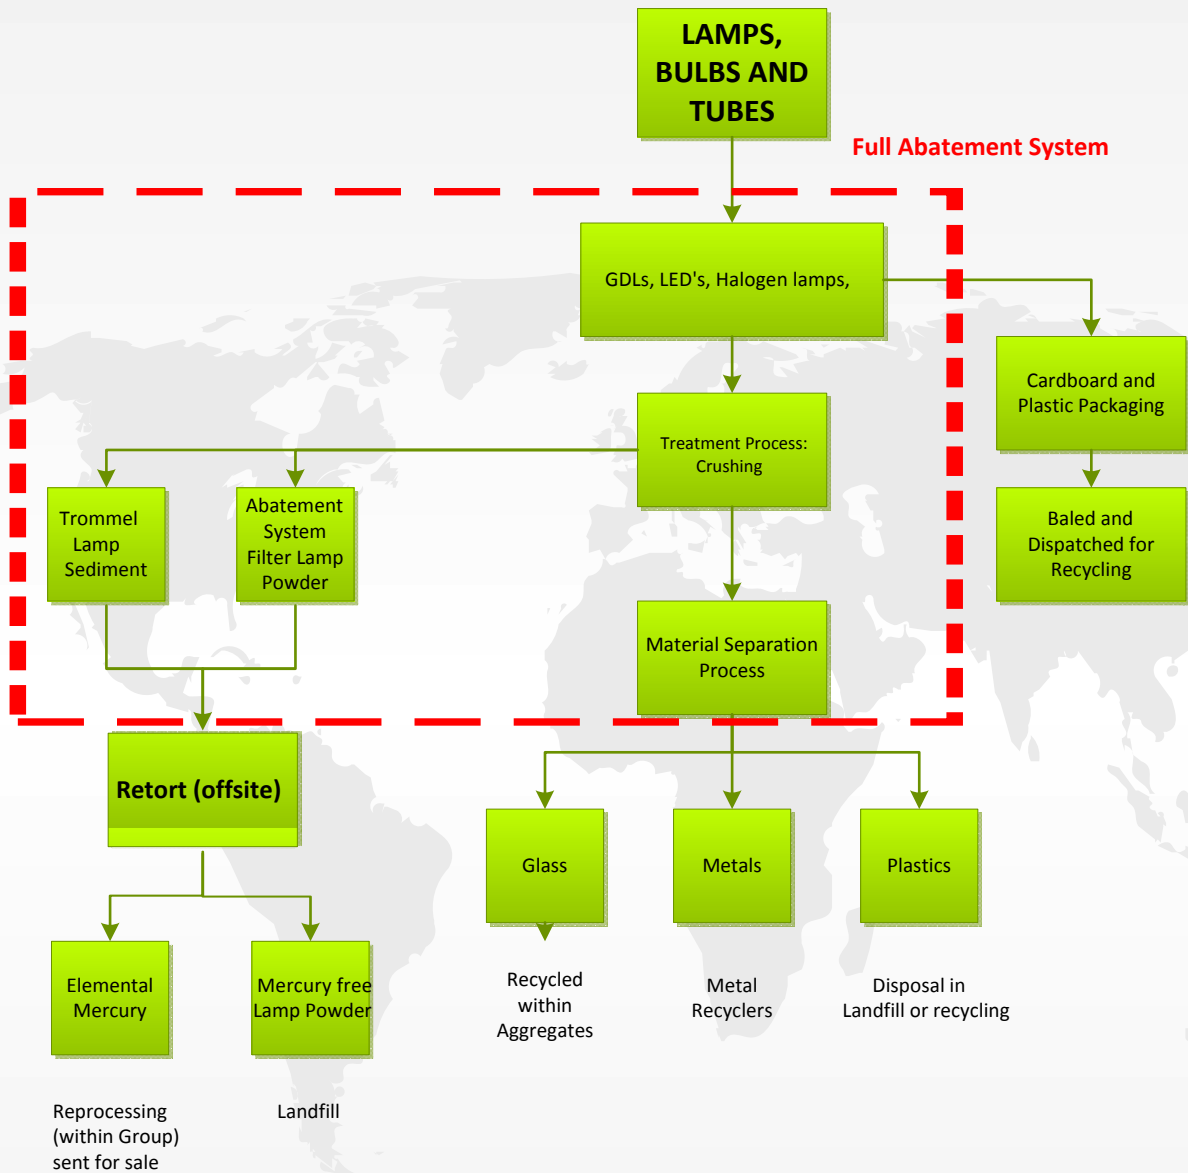 LAMPS,
BULBS AND
TUBES
Full Abatement System
GDLs, LED's, Halogen lamps,
Cardboard and
Plastic Packaging
Treatment Process:
Crushing
Trommel
Lamp
Sediment
Abatement
System
Filter Lamp
Powder
Baled and
Dispatched for
Recycling
Material Separation
Process
Retort (offsite)
Glass
Metals
Plastics
Elemental
Mercury
Mercury free
Lamp Powder
Recycled
within
Aggregates
Metal
Recyclers
Disposal in
Landfill or recycling
Reprocessing
(within Group)
sent for sale
Landfill